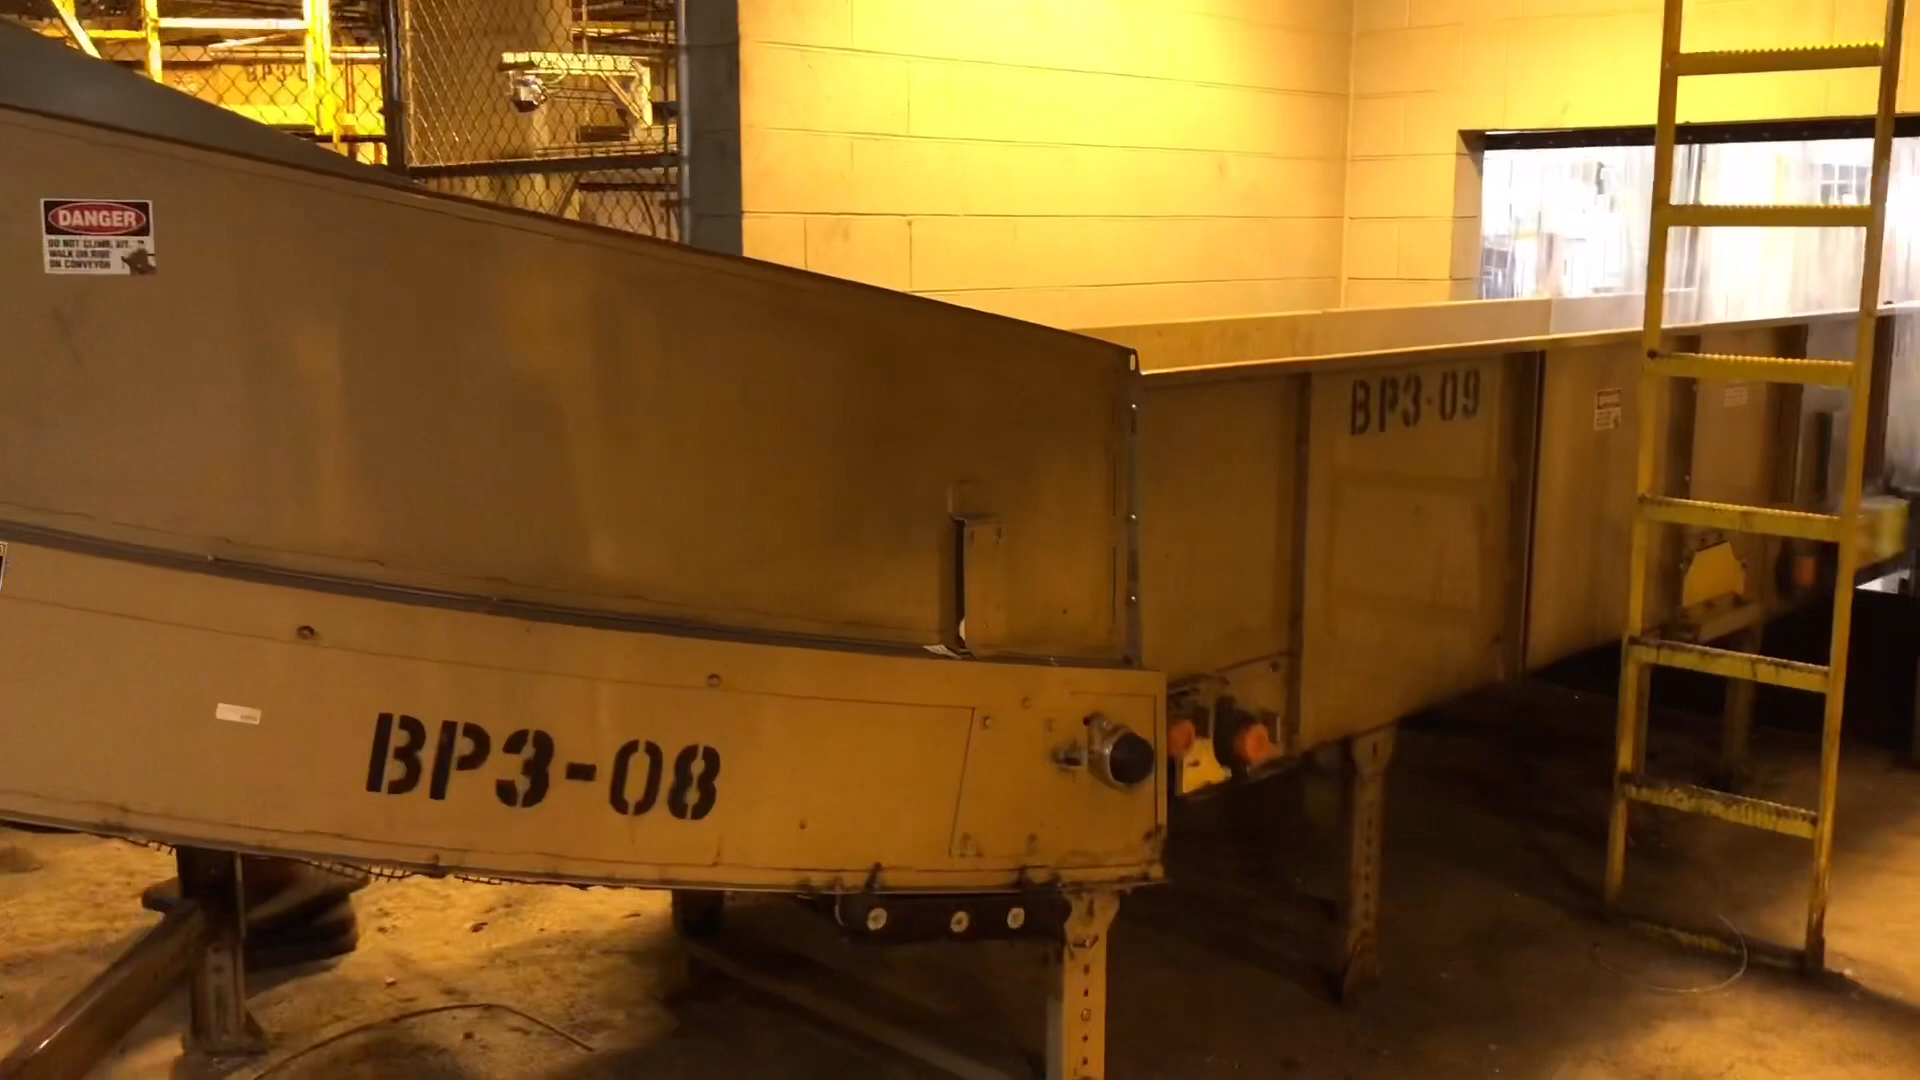 DANGER
DO NOT CLIMB, SIT,
WALK OR RIDE
ON CONVEYOR
BP3-09
BP3-08